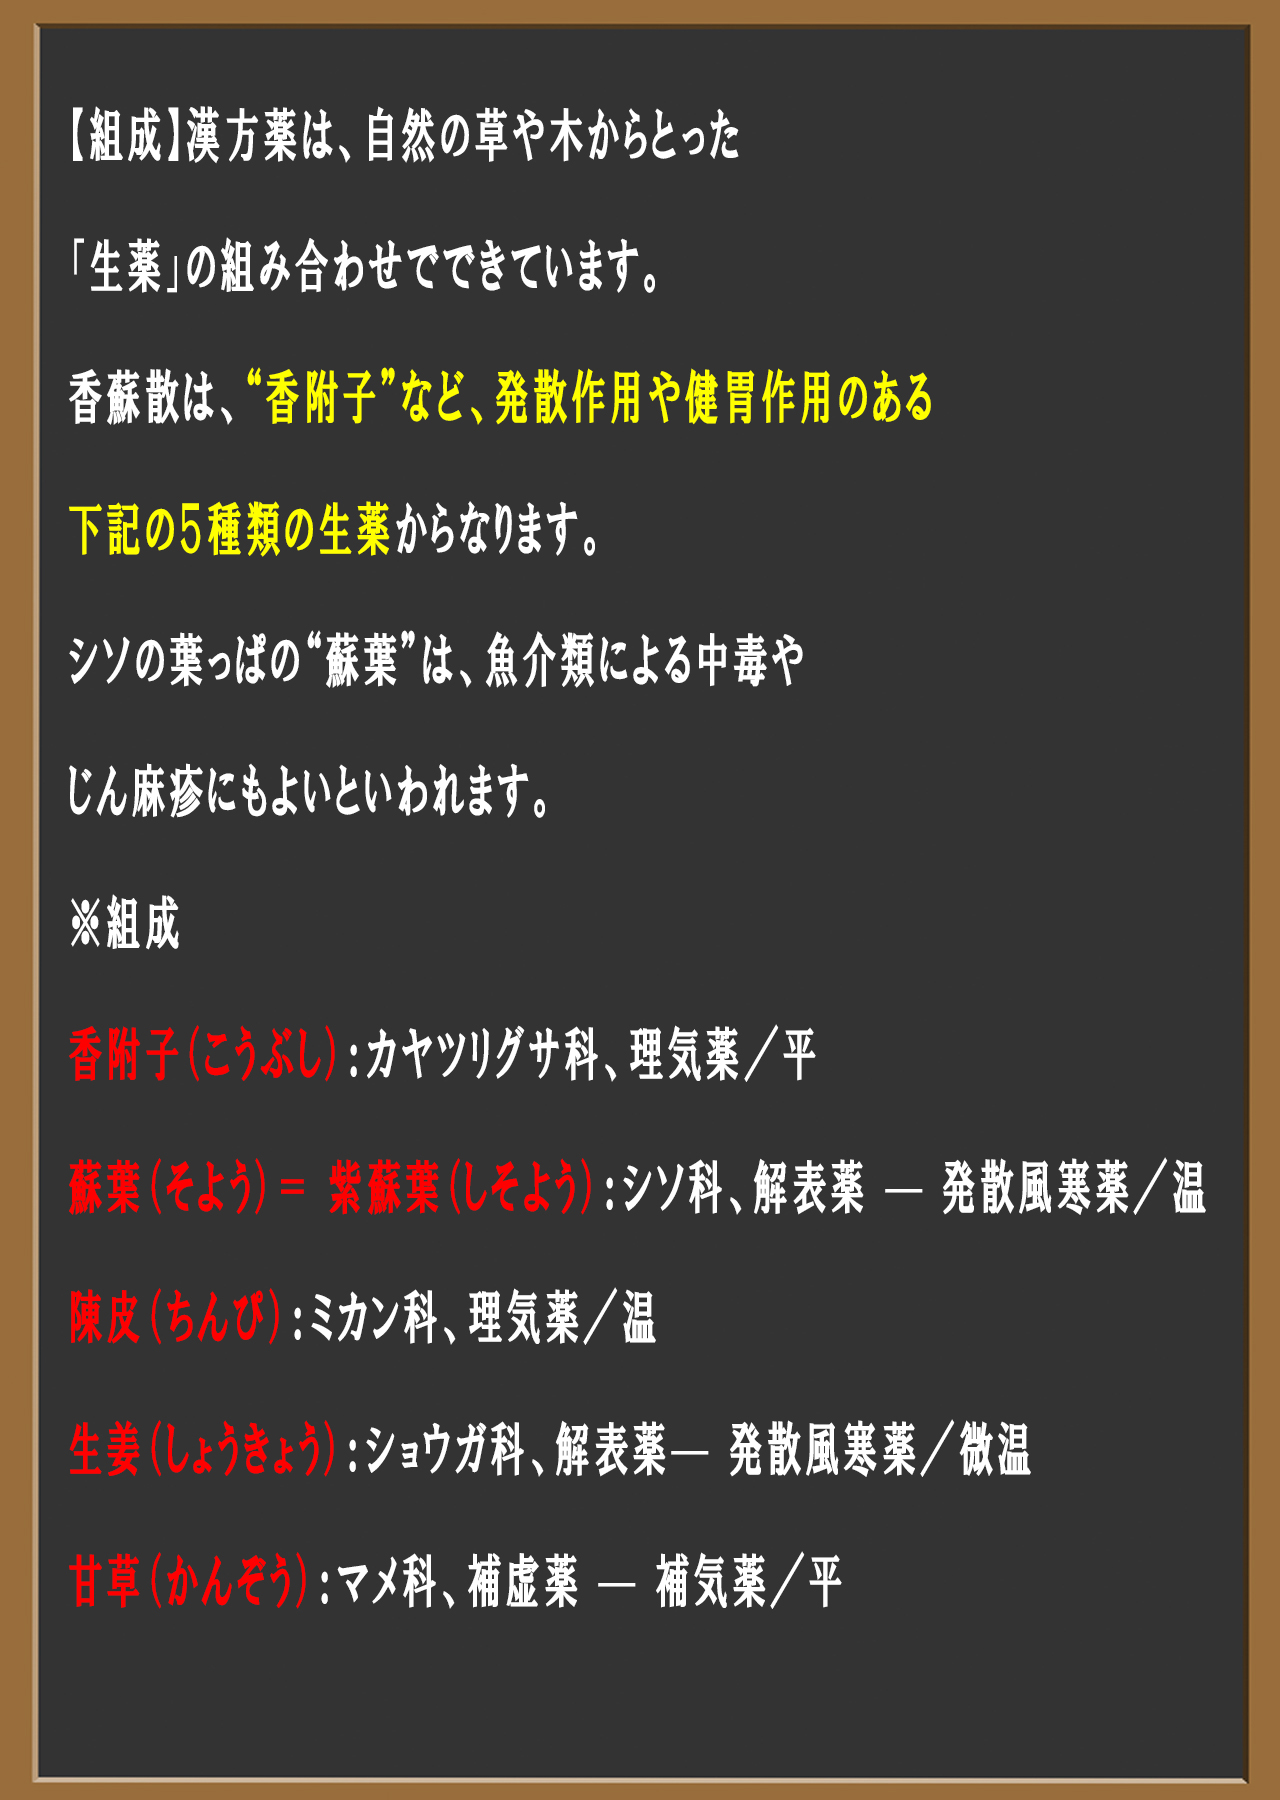 【組成】漢方薬は、自然の草や木からとった
「生薬」の組み合わせでできています。
香蘇散は、“香附子”など、発散作用や健胃作用のある
下記の５種類の生薬からなります。
シソの葉っぱの“蘇葉”は、魚介類による中毒や
じん麻疹にもよいといわれます。
※組成
香附子（こうぶし）：カヤツリグサ科、理気薬／平
蘇葉（そよう）＝ 紫蘇葉（しそよう）：シソ科、解表薬 ― 発散風寒薬／温
陳皮（ちんぴ）：ミカン科、理気薬／温
生姜（しょうきょう）：ショウガ科、解表薬― 発散風寒薬／微温
甘草（かんぞう）：マメ科、補虚薬 ― 補気薬／平